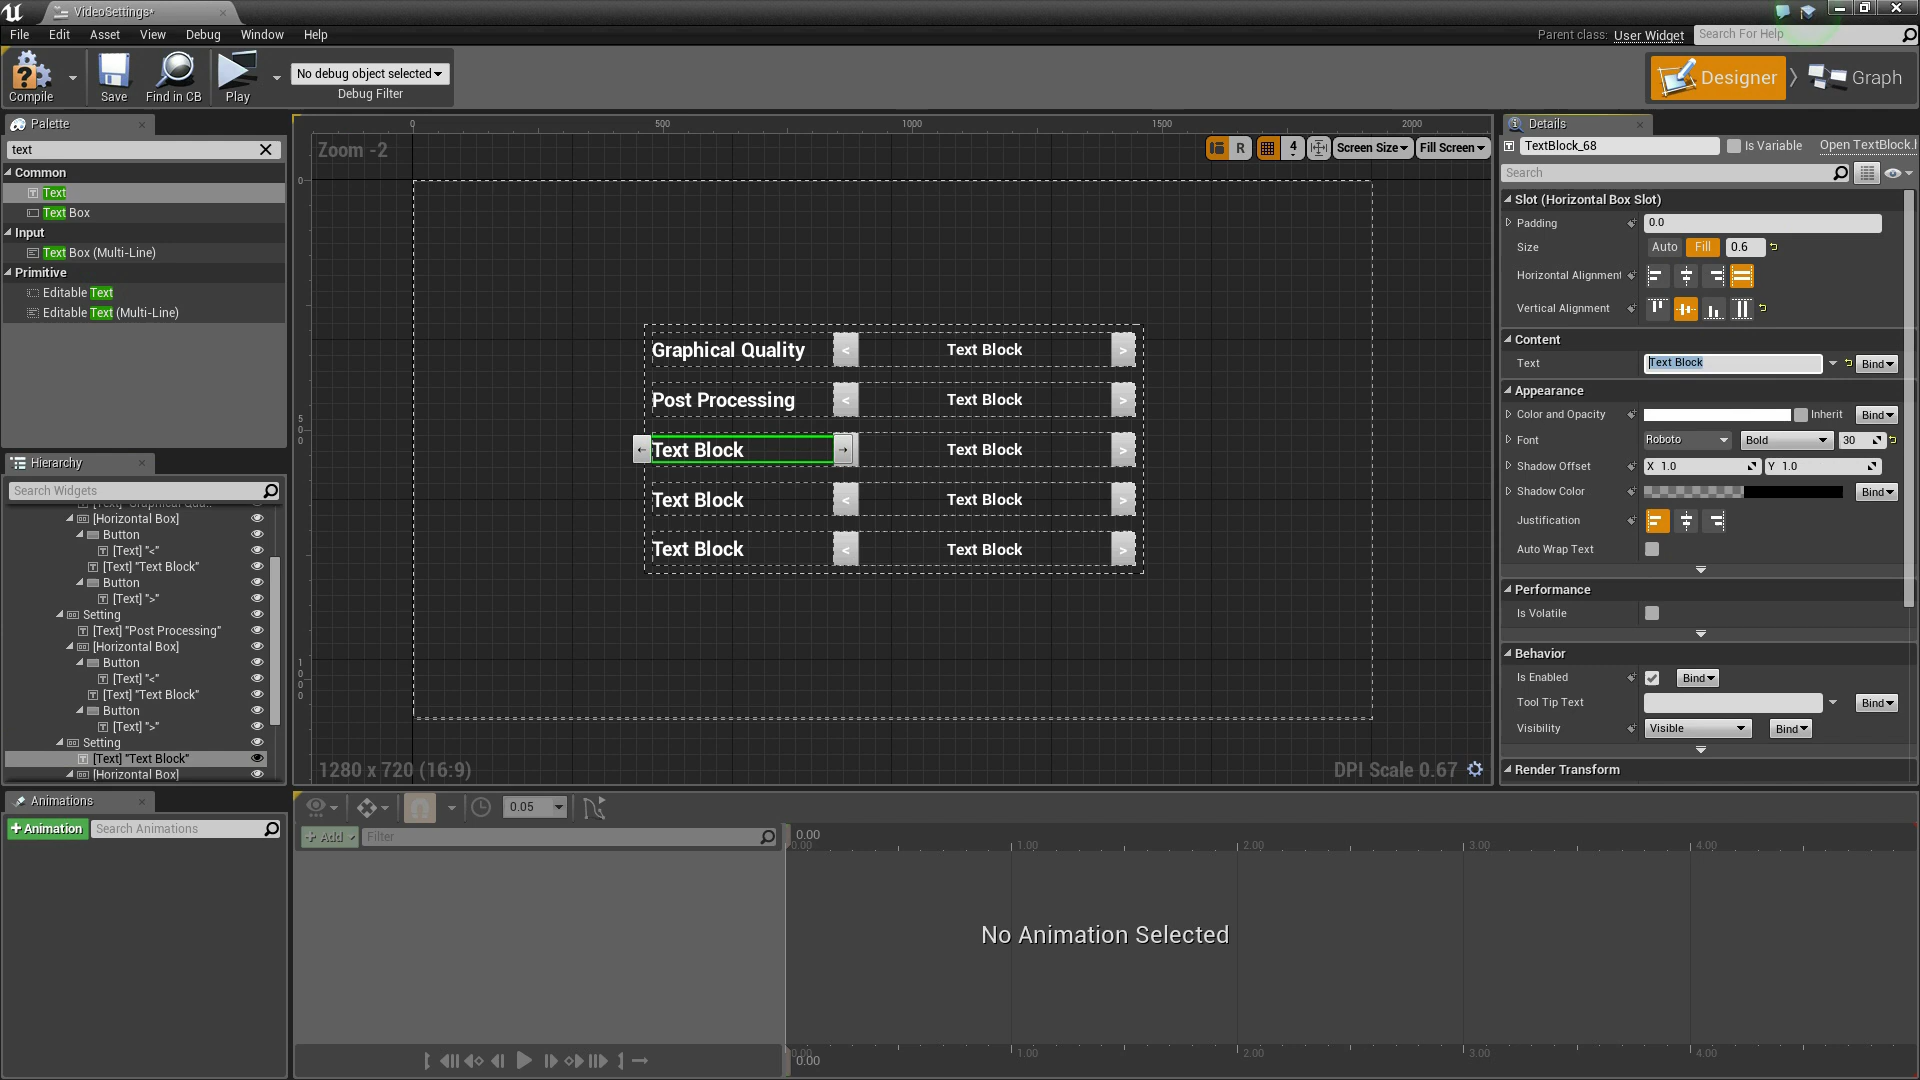 VideoSettings*
File Edit Asset View Debug Window Help
Parent class: User Widget Search For Help
Compile Save Find in CB Play
No debug object selected
Debug Filter
Designer Graph
Palette
text
Common
Text
Text Box
Input
Text Box (Multi-Line)
Primitive
Editable Text
Editable Text (Multi-Line)
Hierarchy
Search Widgets
[Horizontal Box]
Button
[Text] "<"
[Text] "Text Block"
Button
[Text] ">"
Setting
[Text] "Post Processing"
[Horizontal Box]
Button
[Text] "<"
[Text] "Text Block"
Button
[Text] ">"
Setting
[Text] "Text Block"
[Horizontal Box]
Animations
+Animation Search Animations
0 500 1000 1500 2000
Zoom -2
R 4 Screen Size Fill Screen
0
500
1000
Graphical Quality < Text Block >
Post Processing < Text Block >
Text Block Text Block >
Text Block < Text Block >
Text Block < Text Block >
1280 x 720 (16:9)
DPI Scale 0.67
0.05
+ Add Filter
0.00
0.00 1.00 2.00 3.00 4.00
No Animation Selected
0.00 1.00 2.00 3.00 4.00
0.00
Details
TextBlock_68 Is Variable Open TextBlock.
Search
Slot (Horizontal Box Slot)
Padding 0.0
Size Auto Fill 0.6
Horizontal Alignment
Vertical Alignment
Content
Text Text Block Bind
Appearance
Color and Opacity Inherit Bind
Font Roboto Bold 30
Shadow Offset X 1.0 Y 1.0
Shadow Color Bind
Justification
Auto Wrap Text
Performance
Is Volatile
Behavior
Is Enabled Bind
Tool Tip Text Bind
Visibility Visible Bind
Render Transform